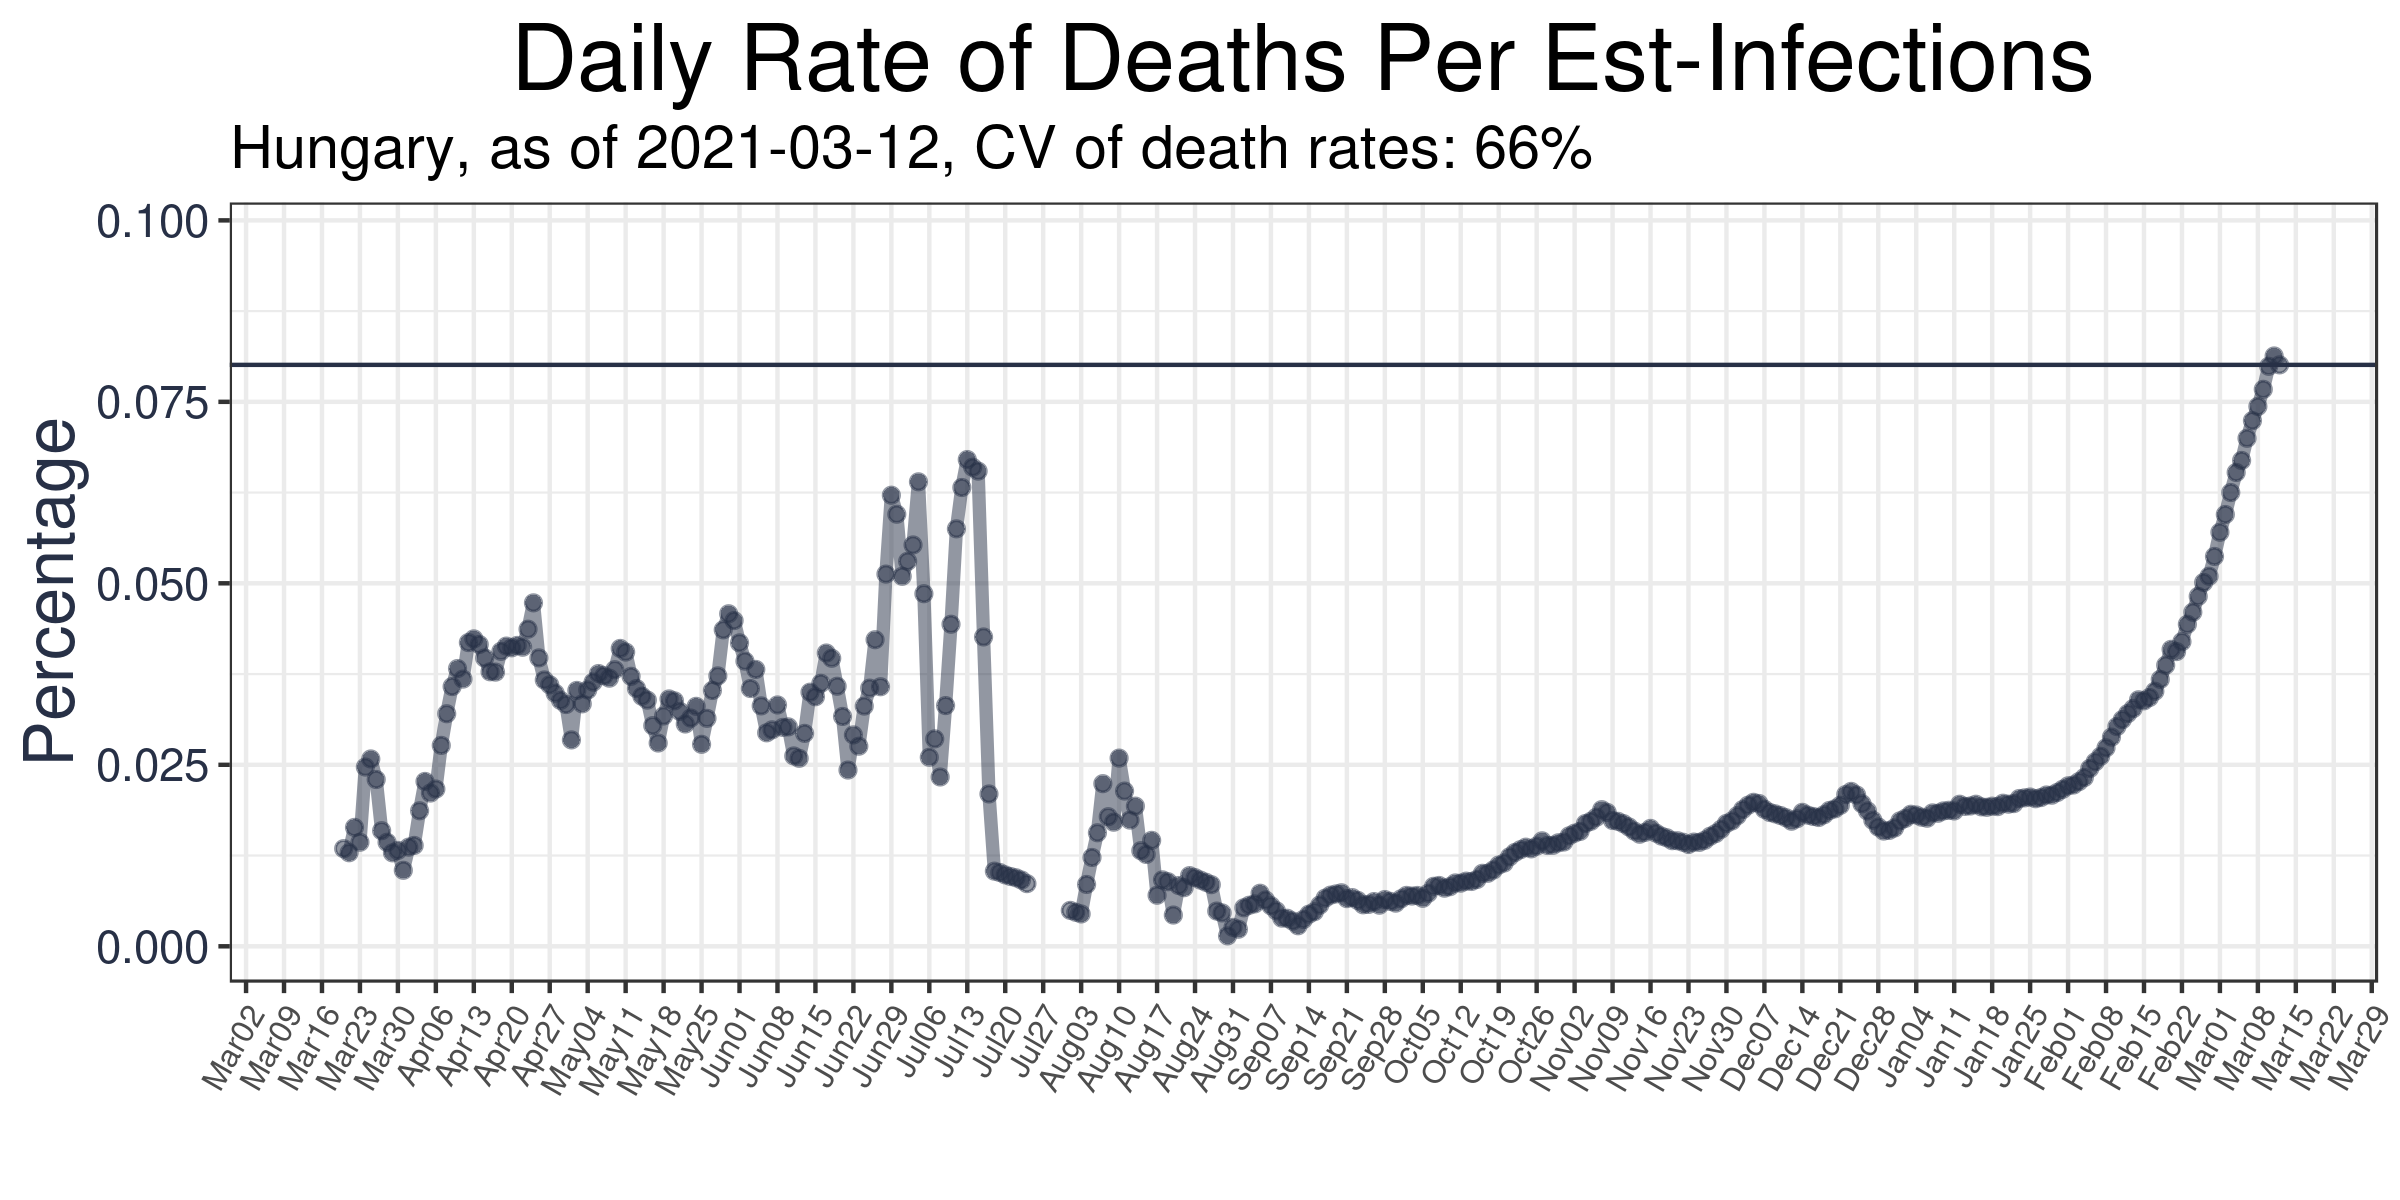 Daily Rate of Deaths Per Est-Infections
Hungary, as of 2021-03-12, CV of death rates: 66%
Percentage
0.100
0.075
0.050
0.025
0.000
Mar02
Mar09
Mar16
Mar23
Mar30
Apr06
Apr13
Apr20
Apr27
May04
May11
May18
May25
Jun01
Jun08
Jun15
Jun22
Jun29
Jul06
Jul13
Jul20
Jul27
Aug03
Aug10
Aug17
Aug24
Aug31
Sep07
Sep14
Sep21
Sep28
Oct05
Oct12
Oct19
Oct26
Nov02
Nov09
Nov16
Nov23
Nov30
Dec07
Dec14
Dec21
Dec28
Dec04
Jan11
Jan18
Jan25
Feb01
Feb08
Feb15
Feb22
Mar01
Mar08
Mar15
Mar22
Mar29